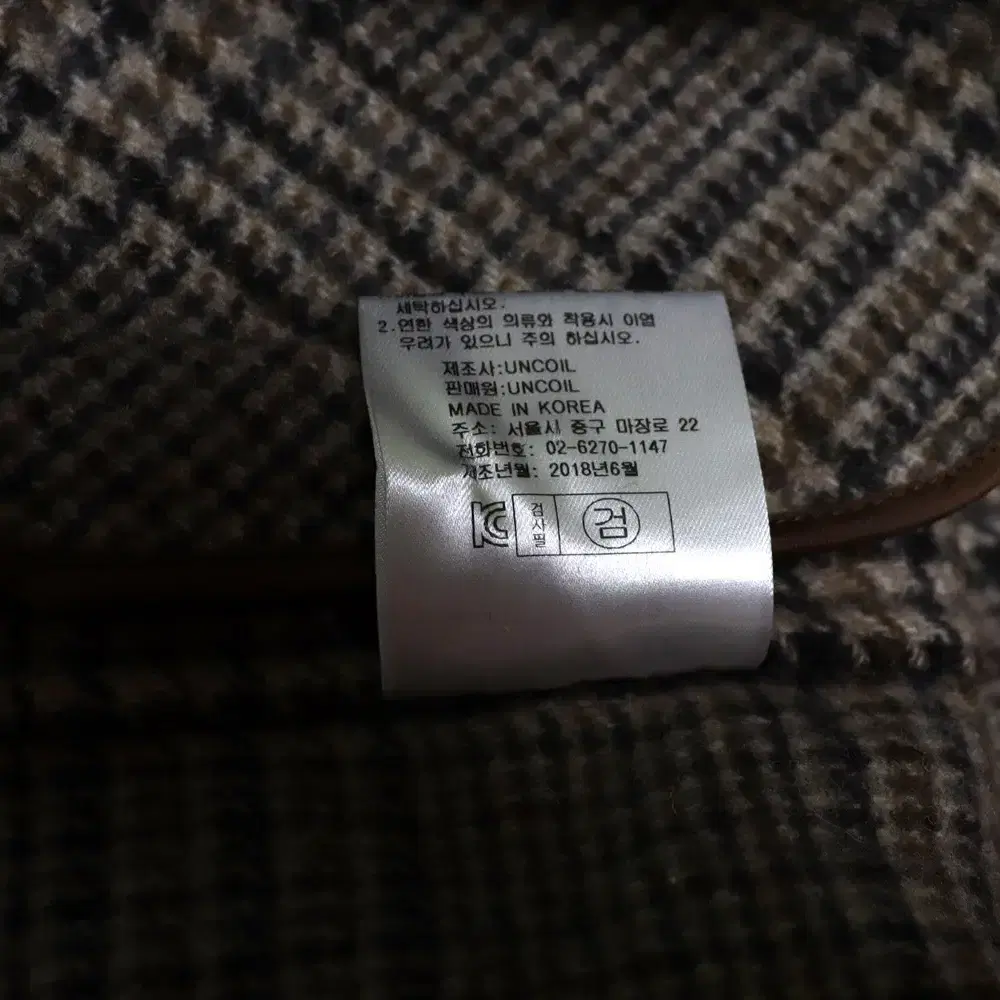 세탁하십시오.
2.연한 색상의 의류와 착용시 이염
우려가 있으니 주의 하십시오.
제조사:UNCOIL
판매원:UNCOIL
MADE IN KOREA
주소: 서울시 중구 마장로 22
전화번호: 02-6270-1147
제조년월: 2018년6월
검사필 검